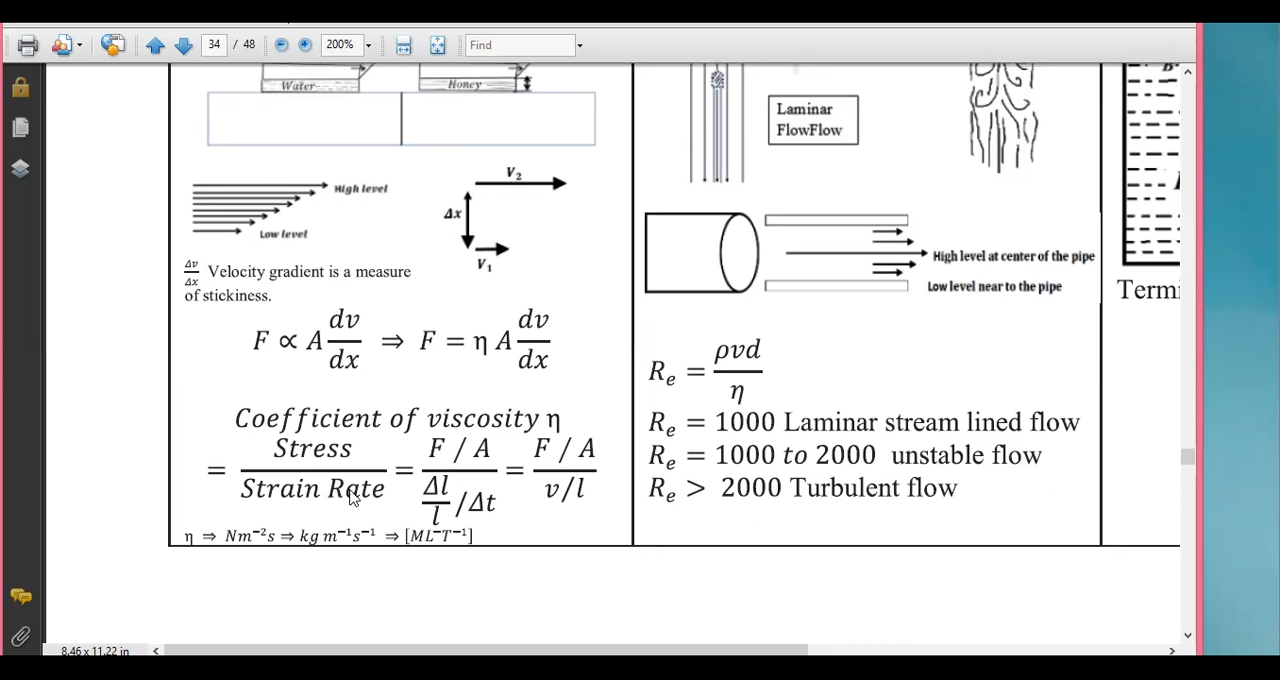 34 / 48
200%
Find
Water
Honey
High level
Low level
V₂
Δx
V₁
Δv/Δx Velocity gradient is a measure
of stickiness.
F ∝ A dv/dx ⇒ F = η A dv/dx
Coefficient of viscosity η
= Stress / Strain Rate = F / A / (Δl/l /Δt) = F / A / (v/l)
η ⇒ Nm⁻²s ⇒ kg m⁻¹s⁻¹ ⇒ [ML⁻T⁻¹]
Laminar
FlowFlow
High level at center of the pipe
Low level near to the pipe
Rₑ = ρvd/η
Rₑ = 1000 Laminar stream lined flow
Rₑ = 1000 to 2000 unstable flow
Rₑ > 2000 Turbulent flow
Termi
8.46 x 11.22 in